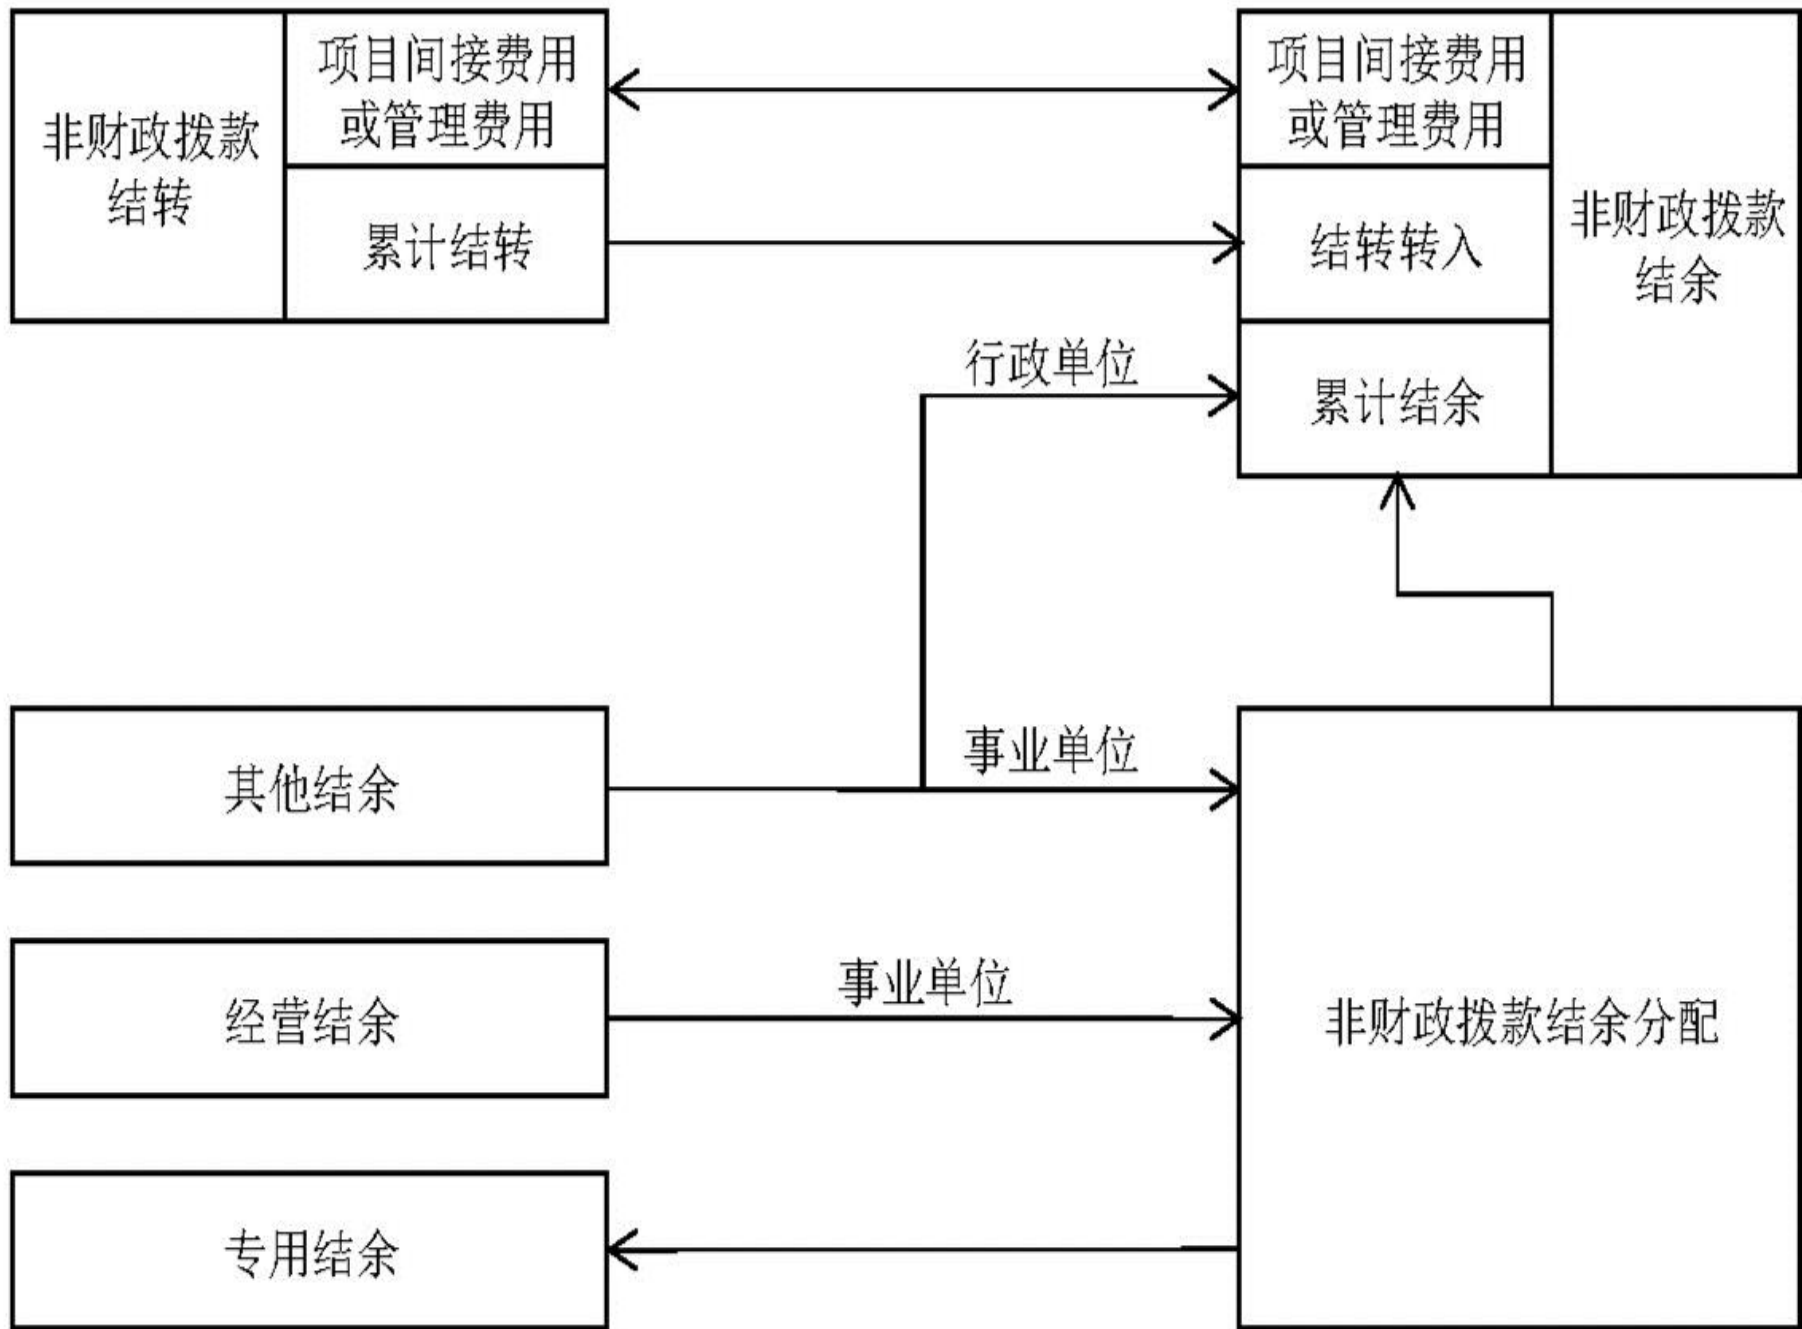 非财政拨款
结转
项目间接费用
或管理费用
累计结转
项目间接费用
或管理费用
结转转入
累计结余
非财政拨款
结余
行政单位
其他结余
事业单位
经营结余
事业单位
非财政拨款结余分配
专用结余